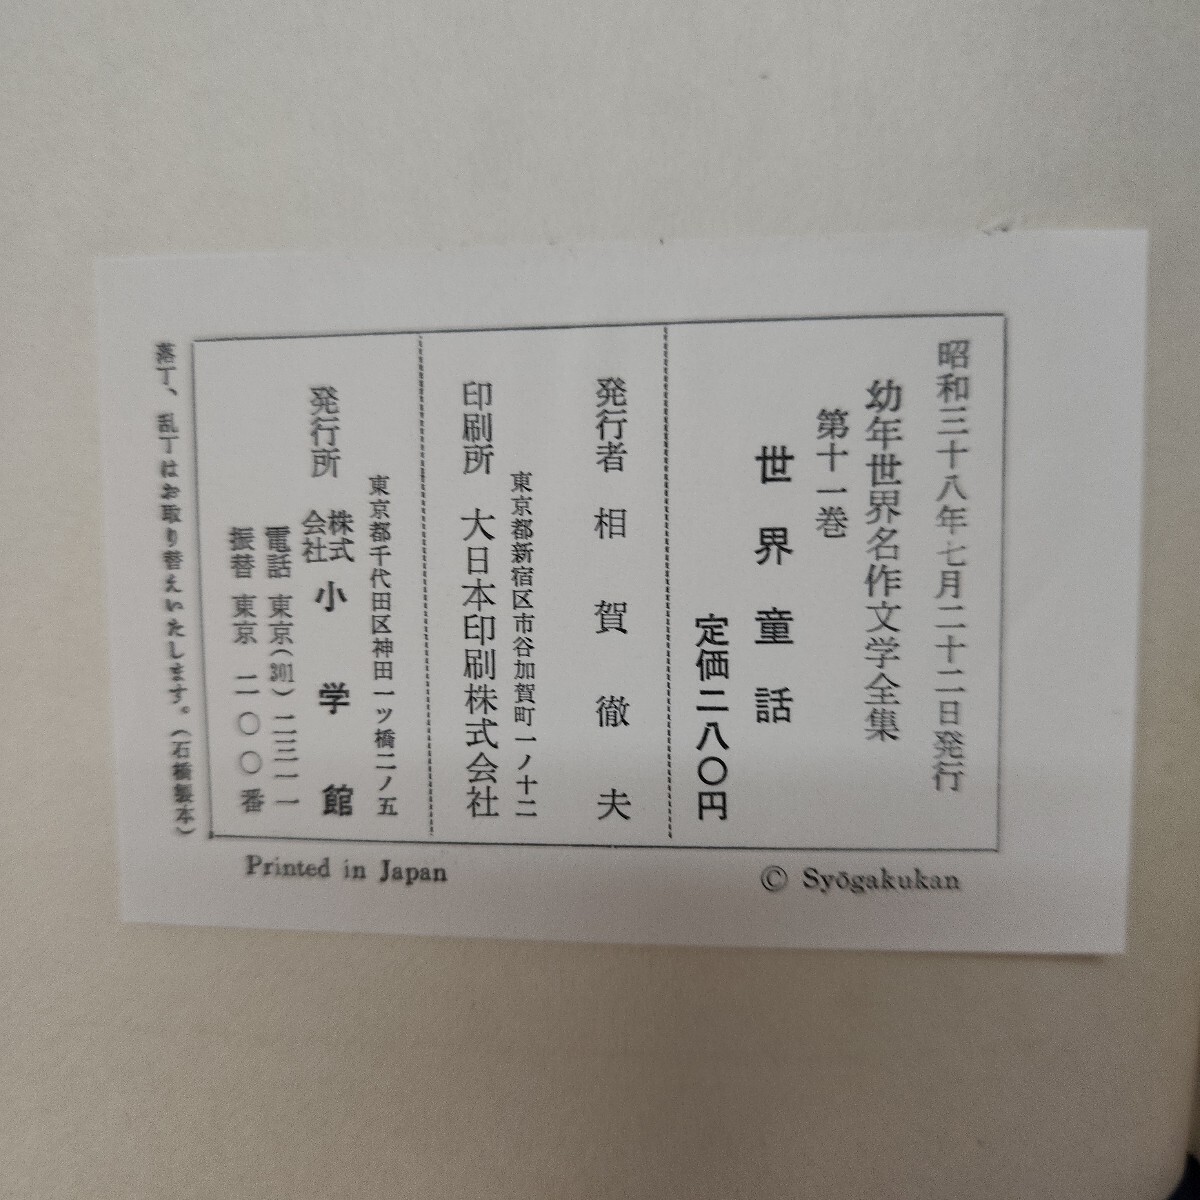 昭和三十八年七月二十二日発行
幼年世界名作文学全集
第十一巻
世界童話
定価二八〇円
発行者 相賀徹夫
東京都新宿区市谷加賀町一ノ十二
印刷所 大日本印刷株式会社
東京都千代田区神田一ツ橋二ノ五
発行所 株式会社 小学館
電話 東京(301)二三一一
振替 東京 二〇〇番
落丁、乱丁はお取り替えいたします。(石橋製本)
Printed in Japan
© Syōgakukan